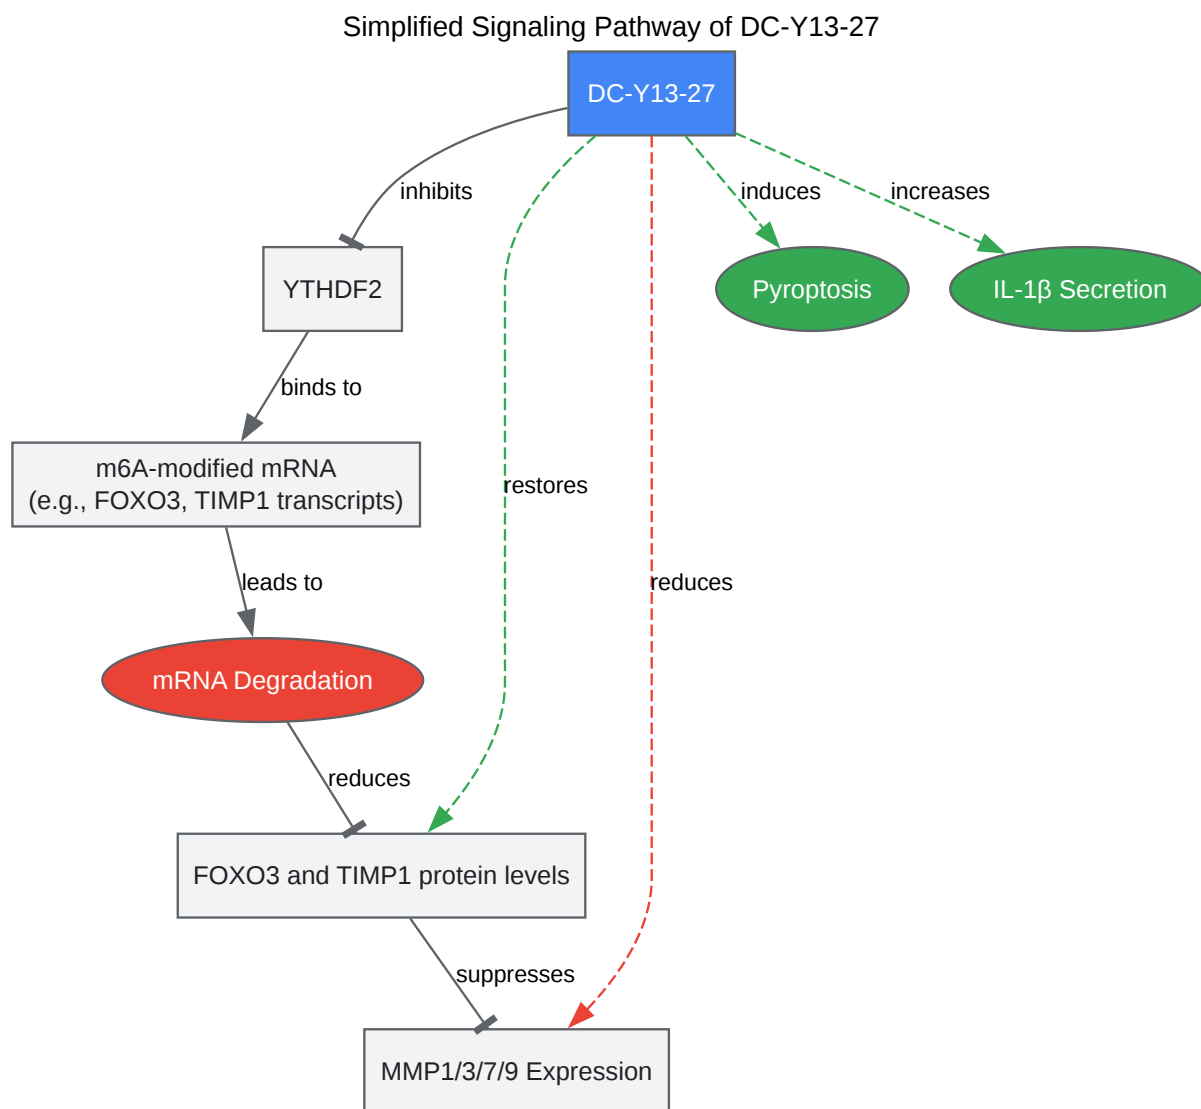 Simplified Signaling Pathway of DC-Y13-27
DC-Y13-27
inhibits
induces
increases
YTHDF2
Pyroptosis
IL-1β Secretion
binds to
m6A-modified mRNA
(e.g., FOXO3, TIMP1 transcripts)
restores
leads to
reduces
mRNA Degradation
reduces
FOXO3 and TIMP1 protein levels
suppresses
MMP1/3/7/9 Expression